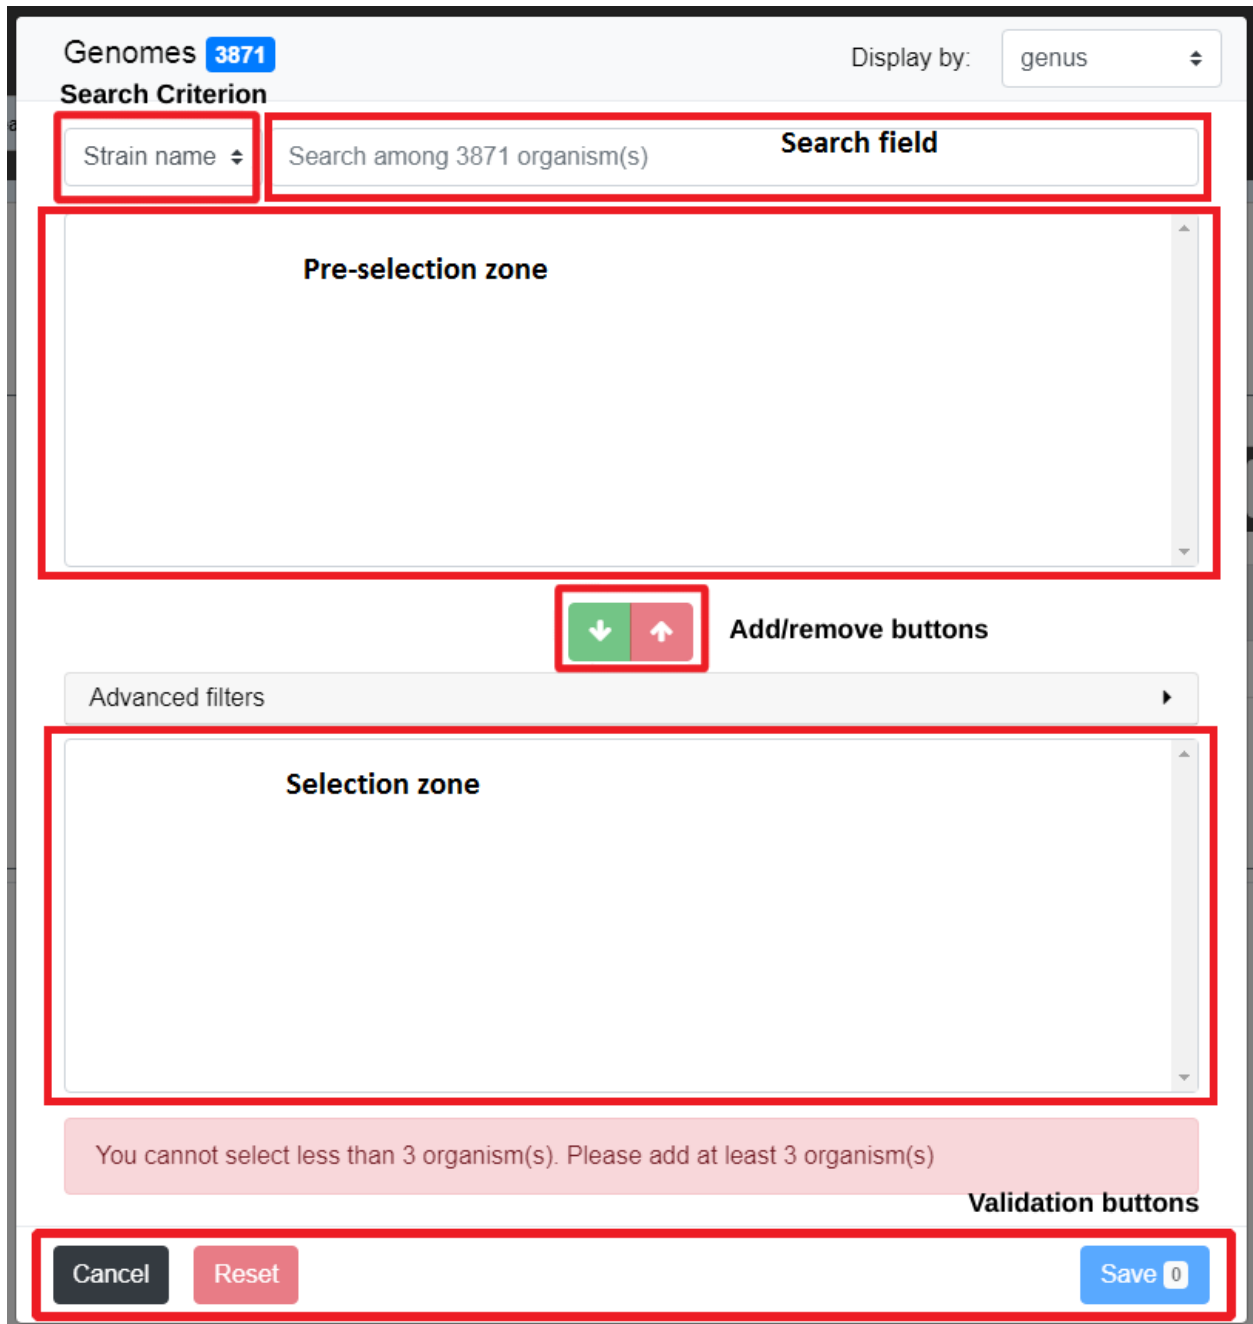 Genomes 3871
Display by: genus
Search Criterion
Strain name
Search among 3871 organism(s)
Search field
Pre-selection zone
Add/remove buttons
Advanced filters
Selection zone
You cannot select less than 3 organism(s). Please add at least 3 organism(s)
Validation buttons
Cancel Reset Save 0